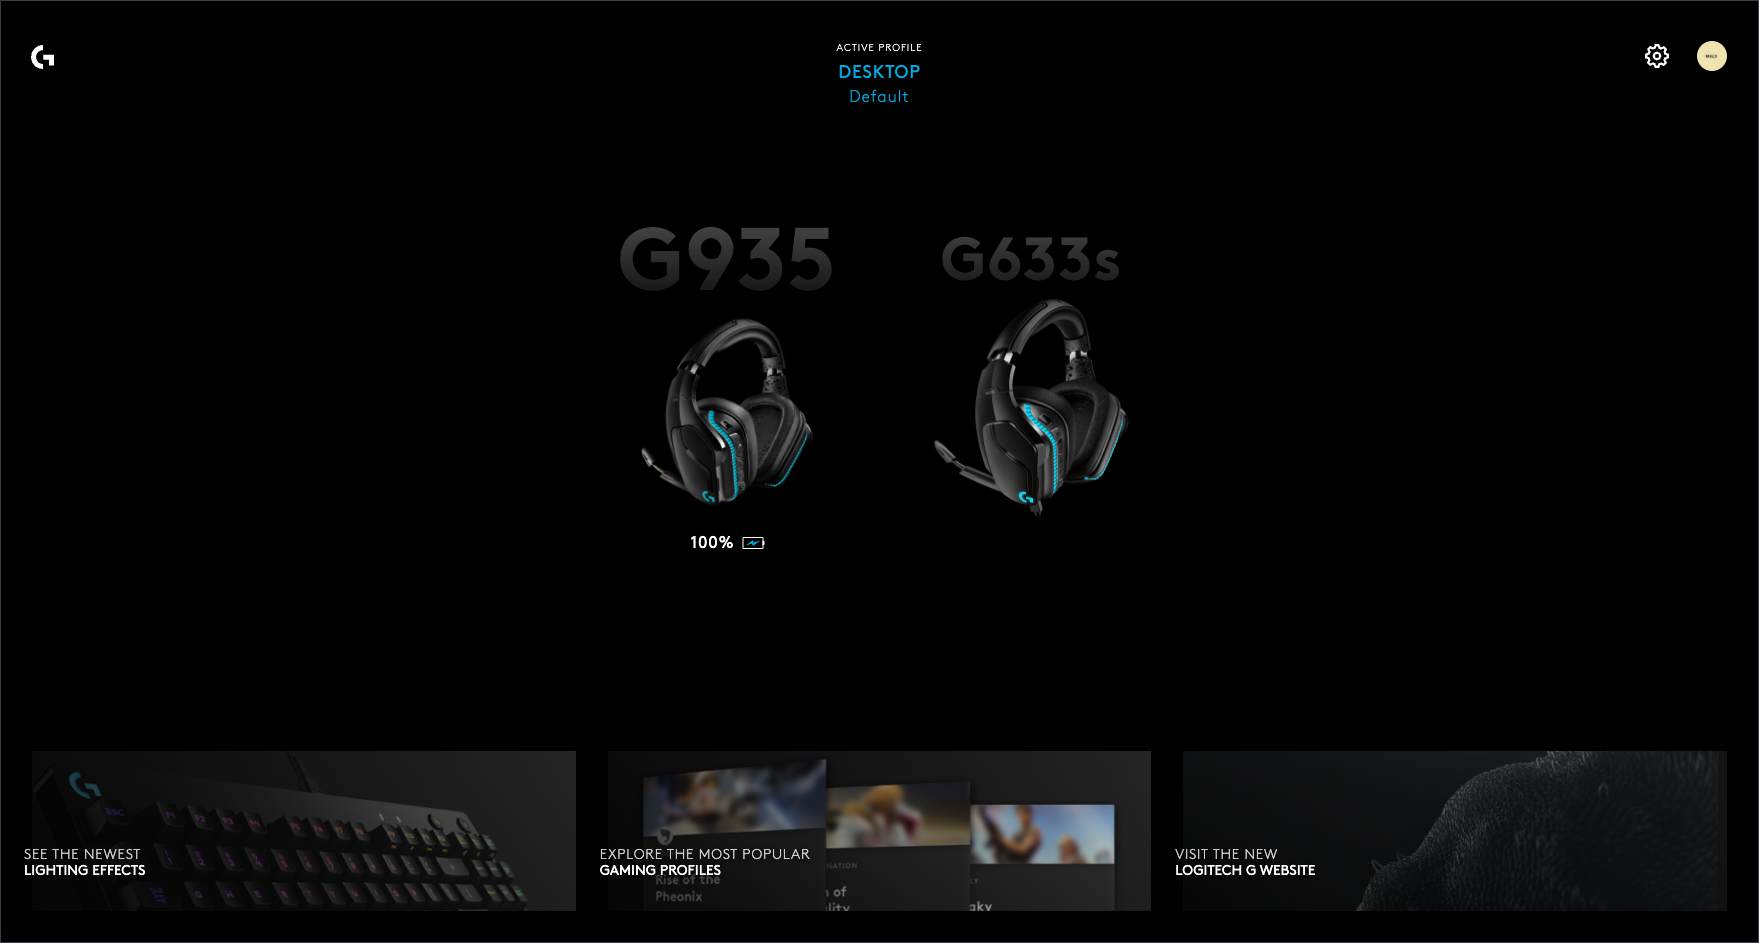 ACTIVE PROFILE
DESKTOP
Default
G935
G633s
100%
SEE THE NEWEST
LIGHTING EFFECTS
EXPLORE THE MOST POPULAR
GAMING PROFILES
Rise of the
Pheonix
VISIT THE NEW
LOGITECH G WEBSITE